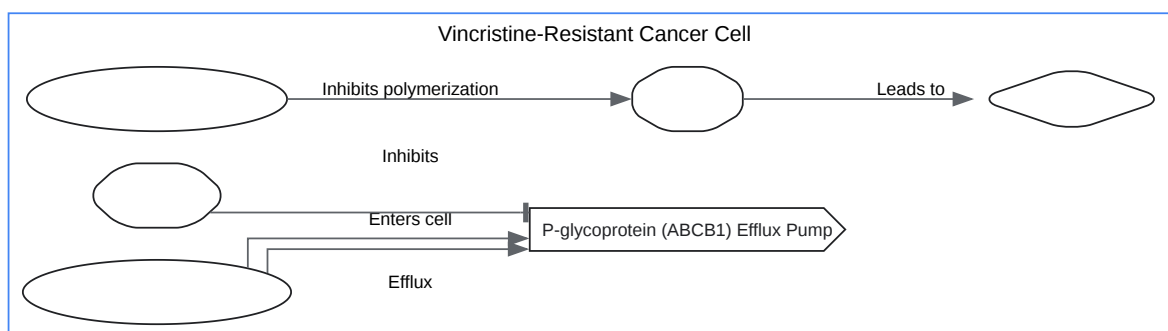 Vincristine-Resistant Cancer Cell
Inhibits polymerization
Leads to
Inhibits
Enters cell
P-glycoprotein (ABCB1) Efflux Pump
Efflux